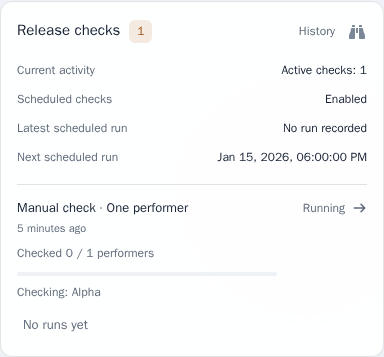 Release checks 1 History
Current activity Active checks: 1
Scheduled checks Enabled
Latest scheduled run No run recorded
Next scheduled run Jan 15, 2026, 06:00:00 PM
Manual check · One performer Running →
5 minutes ago
Checked 0 / 1 performers
Checking: Alpha
No runs yet